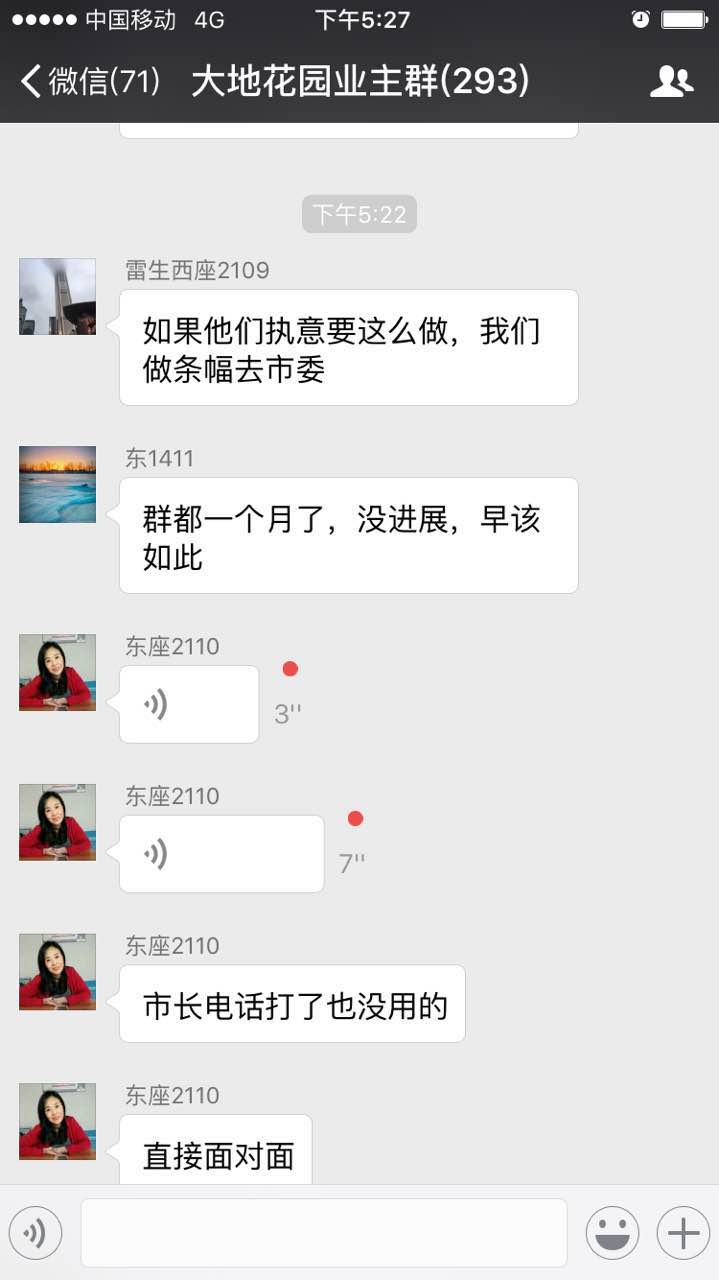 中国移动 4G 下午5:27
微信(71) 大地花园业主群(293)
下午5:22
雷生西座2109
如果他们执意要这么做，我们
做条幅去市委
东1411
群都一个月了，没进展，早该
如此
东座2110
3''
东座2110
7''
东座2110
市长电话打了也没用的
东座2110
直接面对面